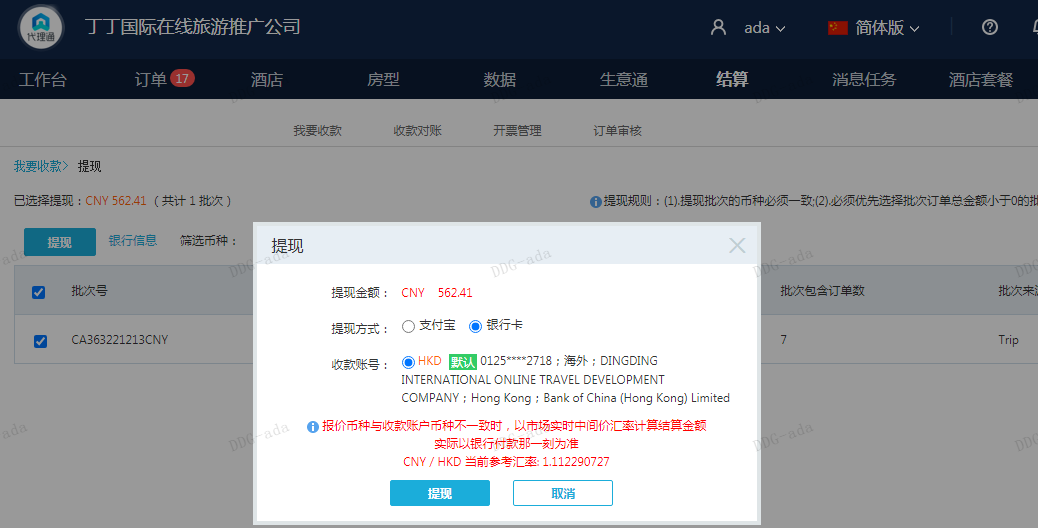 代理通
丁丁国际在线旅游推广公司
ada
简体版
工作台 订单 17 酒店 房型 数据 生意通 结算 消息任务 酒店套餐
我要收款 收款对账 开票管理 订单审核
我要收款> 提现
已选择提现：CNY 562.41 （ 共计 1 批次 ）
提现规则：(1).提现批次的币种必须一致;(2).必须优先选择批次订单总金额小于0的批
提现 银行信息 筛选币种：
批次号 批次包含订单数 批次来源
CA363221213CNY 7 Trip
提现
提现金额： CNY 562.41
提现方式： 支付宝 银行卡
收款账号： HKD 默认 0125****2718；海外；DINGDING
INTERNATIONAL ONLINE TRAVEL DEVELOPMENT
COMPANY；Hong Kong；Bank of China (Hong Kong) Limited
报价币种与收款账户币种不一致时，以市场实时中间价汇率计算结算金额
实际以银行付款那一刻为准
CNY / HKD 当前参考汇率: 1.112290727
提现 取消
DDG-ada
DDG-ada
DDG-ada
DDG-ada
DDG-ada